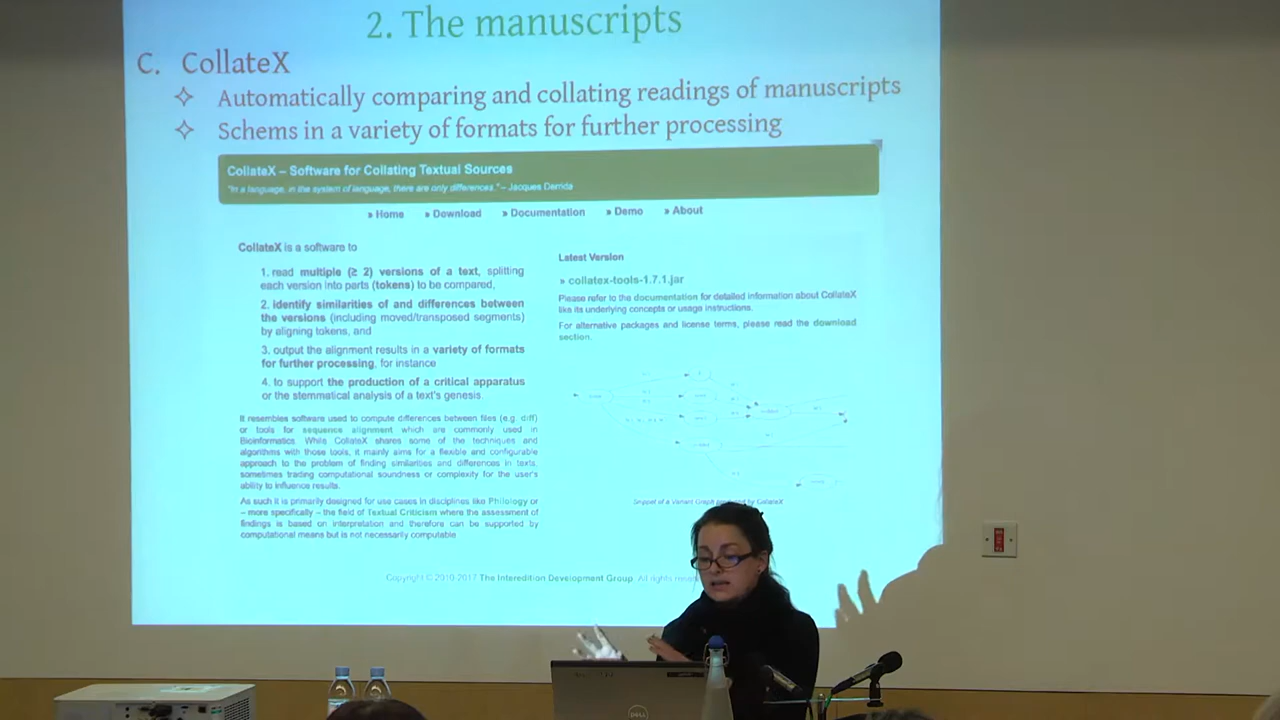 2. The manuscripts
C. CollateX
Automatically comparing and collating readings of manuscripts
Schems in a variety of formats for further processing
CollateX – Software for Collating Textual Sources
"In a language, in the system of language, there are only differences." – Jacques Derrida
» Home » Download » Documentation » Demo » About
CollateX is a software to
1. read multiple (≥ 2) versions of a text, splitting
each version into parts (tokens) to be compared,
2. identify similarities of and differences between
the versions (including moved/transposed segments)
by aligning tokens, and
3. output the alignment results in a variety of formats
for further processing, for instance
4. to support the production of a critical apparatus
or the stemmatical analysis of a text's genesis.
It resembles software used to compute differences between files (e.g. diff)
or tools for sequence alignment which are commonly used in
Bioinformatics. While CollateX shares some of the techniques and
algorithms with those tools, it mainly aims for a flexible and configurable
approach to the problem of finding similarities and differences in texts,
sometimes trading computational soundness or complexity for the user's
ability to influence results.
As such it is primarily designed for use cases in disciplines like Philology or
– more specifically – the field of Textual Criticism where the assessment of
findings is based on interpretation and therefore can be supported by
computational means but is not necessarily computable.
Latest Version
» collatex-tools-1.7.1.jar
Please refer to the documentation for detailed information about CollateX
like its underlying concepts or usage instructions.
For alternative packages and license terms, please read the download
section.
Snippet of a Variant Graph produced by CollateX
Copyright © 2010-2017 The Interedition Development Group. All rights
DELL